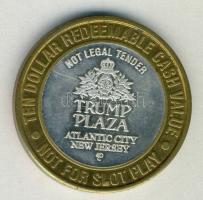 TEN DOLLAR REDEEMABLE CASH VALUE
NOT LEGAL TENDER
TRUMP
PLAZA
ATLANTIC CITY
NEW JERSEY
NOT FOR SLOT PLAY